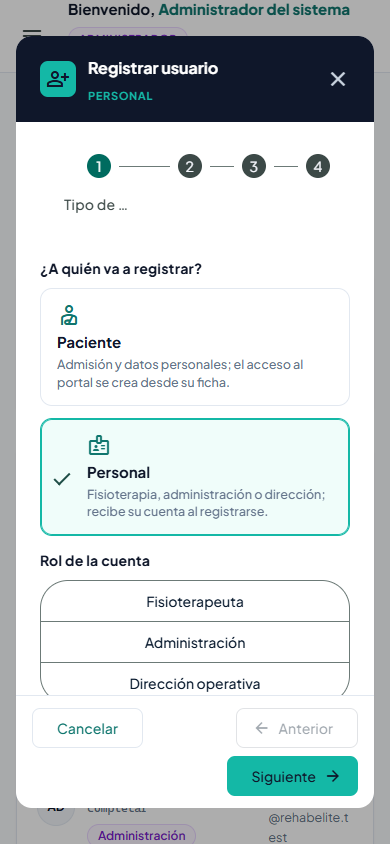 Bienvenido, Administrador del sistema
ADMINISTRADOR
Registrar usuario
PERSONAL
1
2
3
4
Tipo de ...
¿A quién va a registrar?
Paciente
Admisión y datos personales; el acceso al
portal se crea desde su ficha.
Personal
Fisioterapia, administración o dirección;
recibe su cuenta al registrarse.
Rol de la cuenta
Fisioterapeuta
Administración
Dirección operativa
Cancelar
Anterior
Siguiente
AD
completar
@rehabelite.t
Administración
est